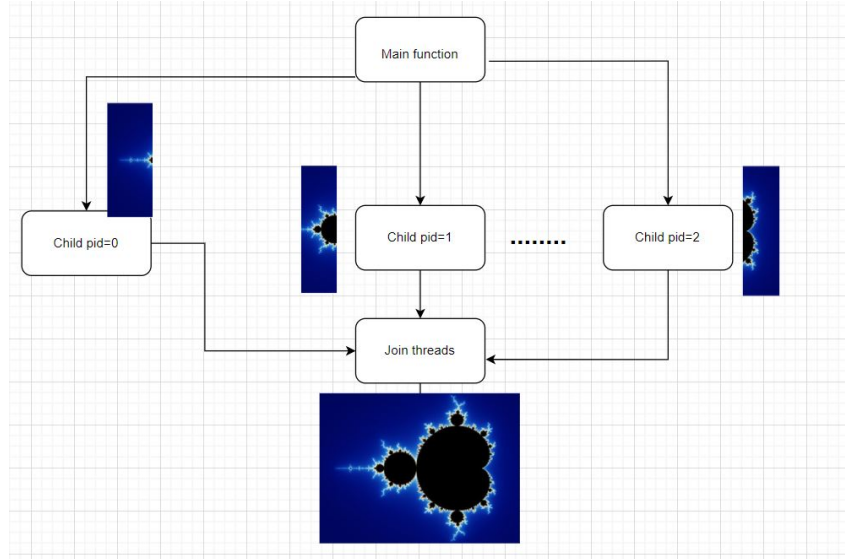 Main function
Child pid=0
Child pid=1
........
Child pid=2
Join threads